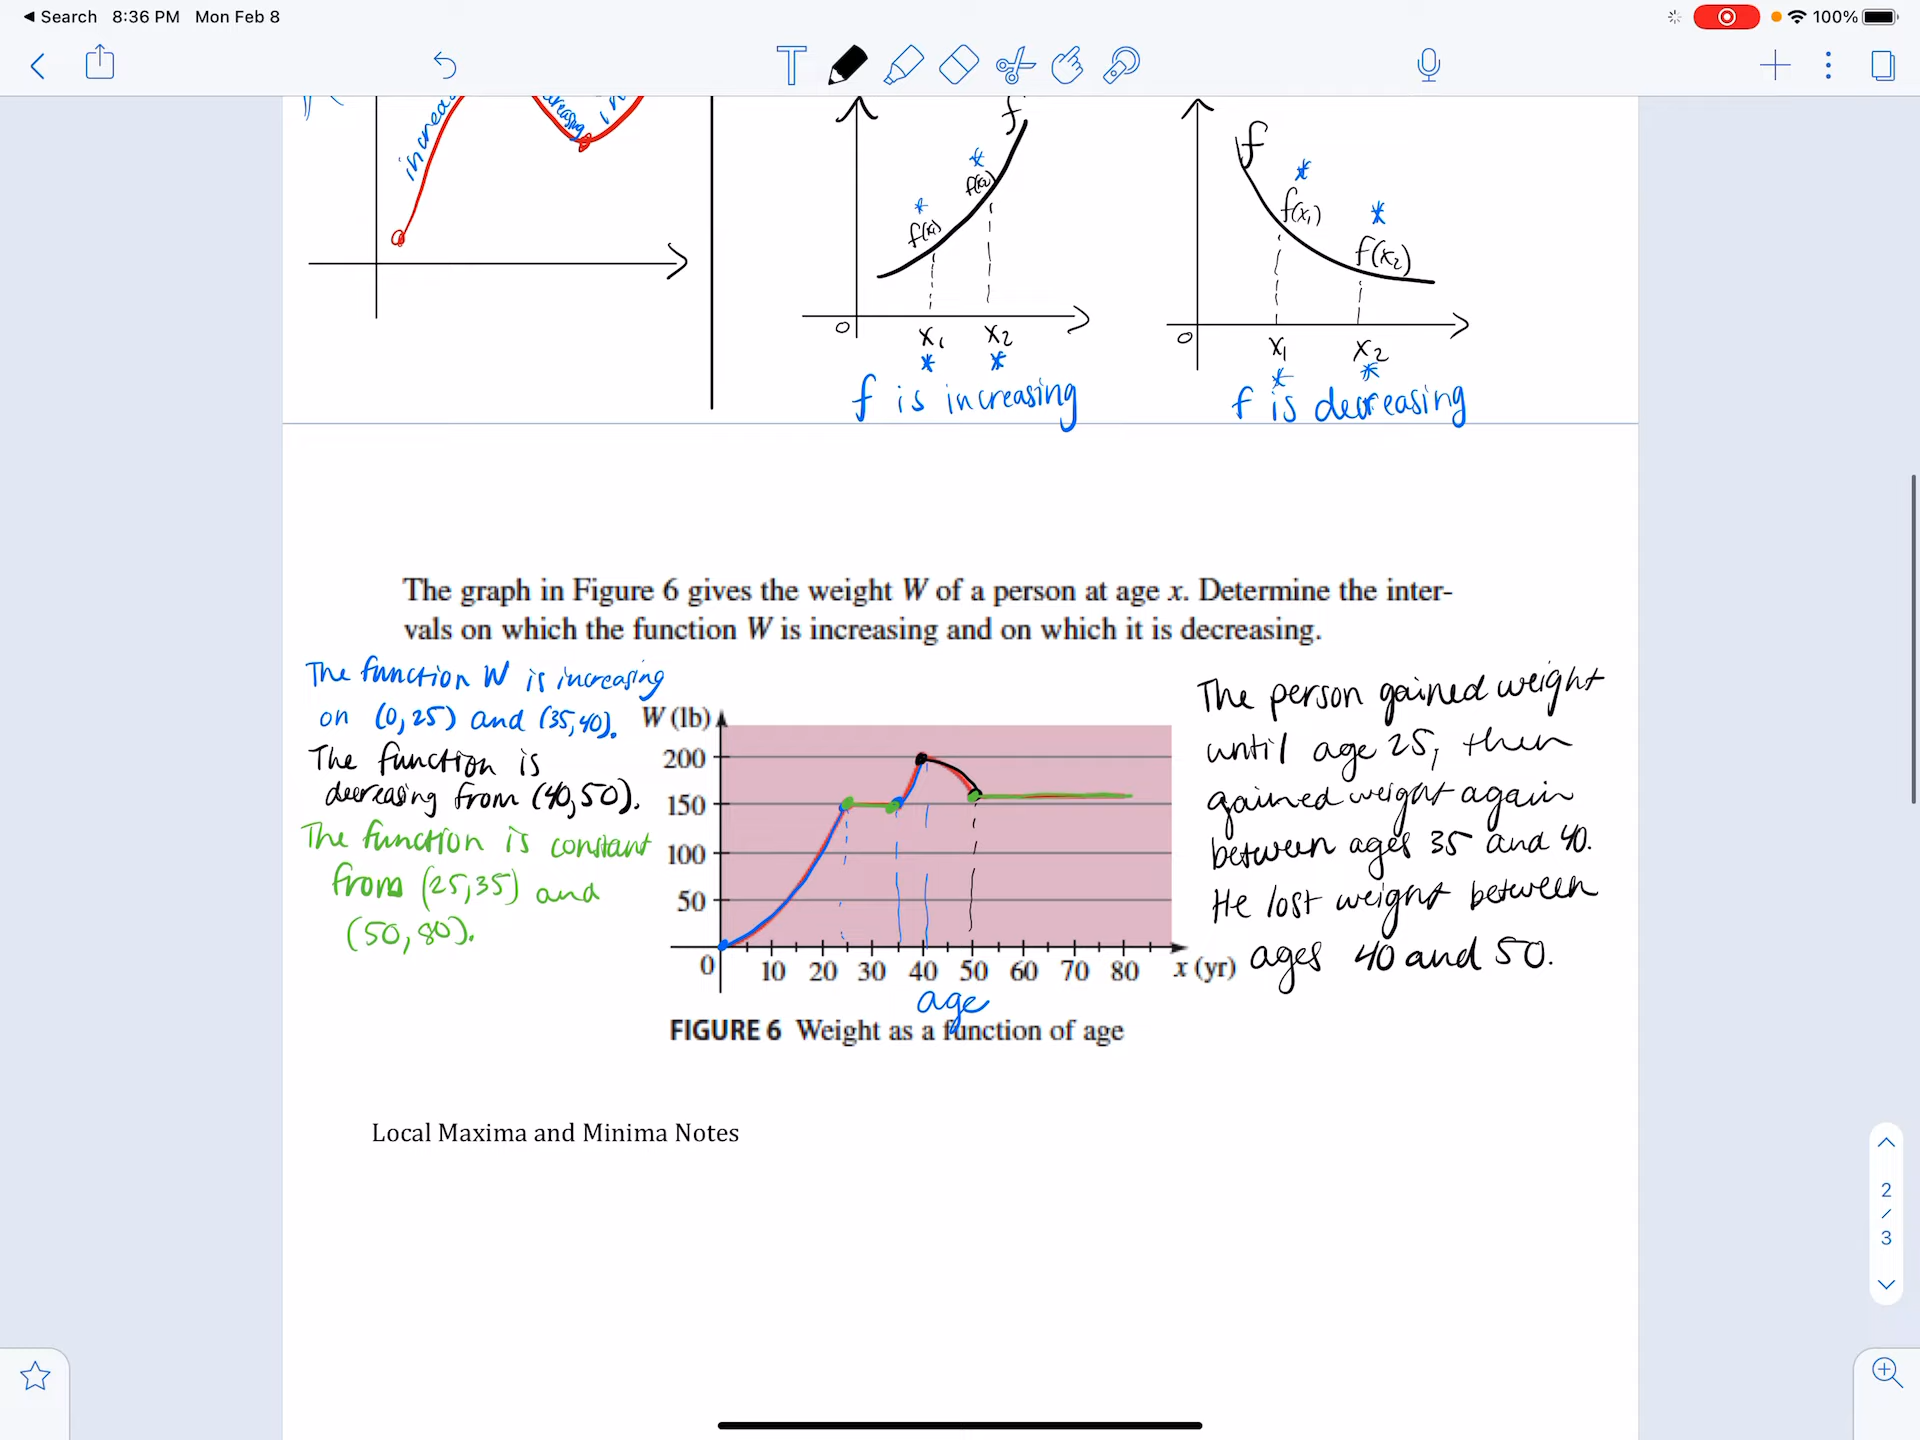 Search 8:36 PM Mon Feb 8
100%
T
increas
creasing
in
f
f(x₂)
f(x₁)
0
x₁
x₂
f is increasing
f
f(x₁)
f(x₂)
0
x₁
x₂
f is decreasing
The graph in Figure 6 gives the weight W of a person at age x. Determine the inter-
vals on which the function W is increasing and on which it is decreasing.
The function W is increasing
on (0,25) and (35,40).
The function is
decreasing from (40,50).
The function is constant
from (25,35) and
(50,80).
W (lb)
200
150
100
50
0 10 20 30 40 50 60 70 80 x (yr)
age
FIGURE 6 Weight as a function of age
The person gained weight
until age 25, then
gained weight again
between ages 35 and 40.
He lost weight between
ages 40 and 50.
Local Maxima and Minima Notes
2
/
3